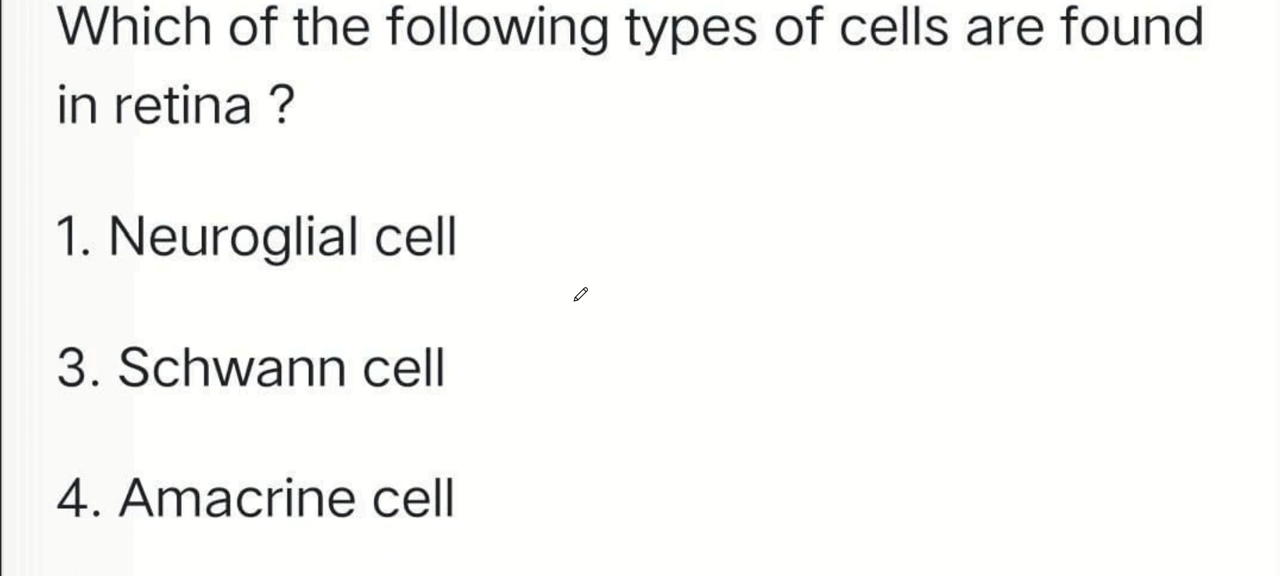 Which of the following types of cells are found
in retina ?
1. Neuroglial cell
3. Schwann cell
4. Amacrine cell